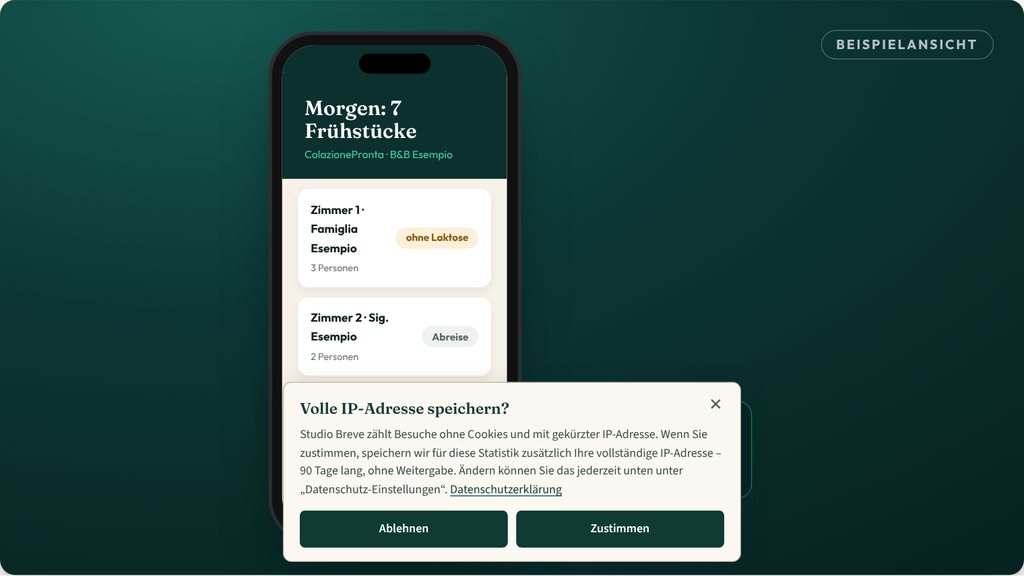 BEISPIELANSICHT
Morgen: 7
Frühstücke
ColazionePronta · B&B Esempio
Zimmer 1 ·
Famiglia
Esempio
3 Personen
ohne Laktose
Zimmer 2 · Sig.
Esempio
2 Personen
Abreise
Volle IP-Adresse speichern?
Studio Breve zählt Besuche ohne Cookies und mit gekürzter IP-Adresse. Wenn Sie
zustimmen, speichern wir für diese Statistik zusätzlich Ihre vollständige IP-Adresse –
90 Tage lang, ohne Weitergabe. Ändern können Sie das jederzeit unten unter
„Datenschutz-Einstellungen“. Datenschutzerklärung
Ablehnen
Zustimmen